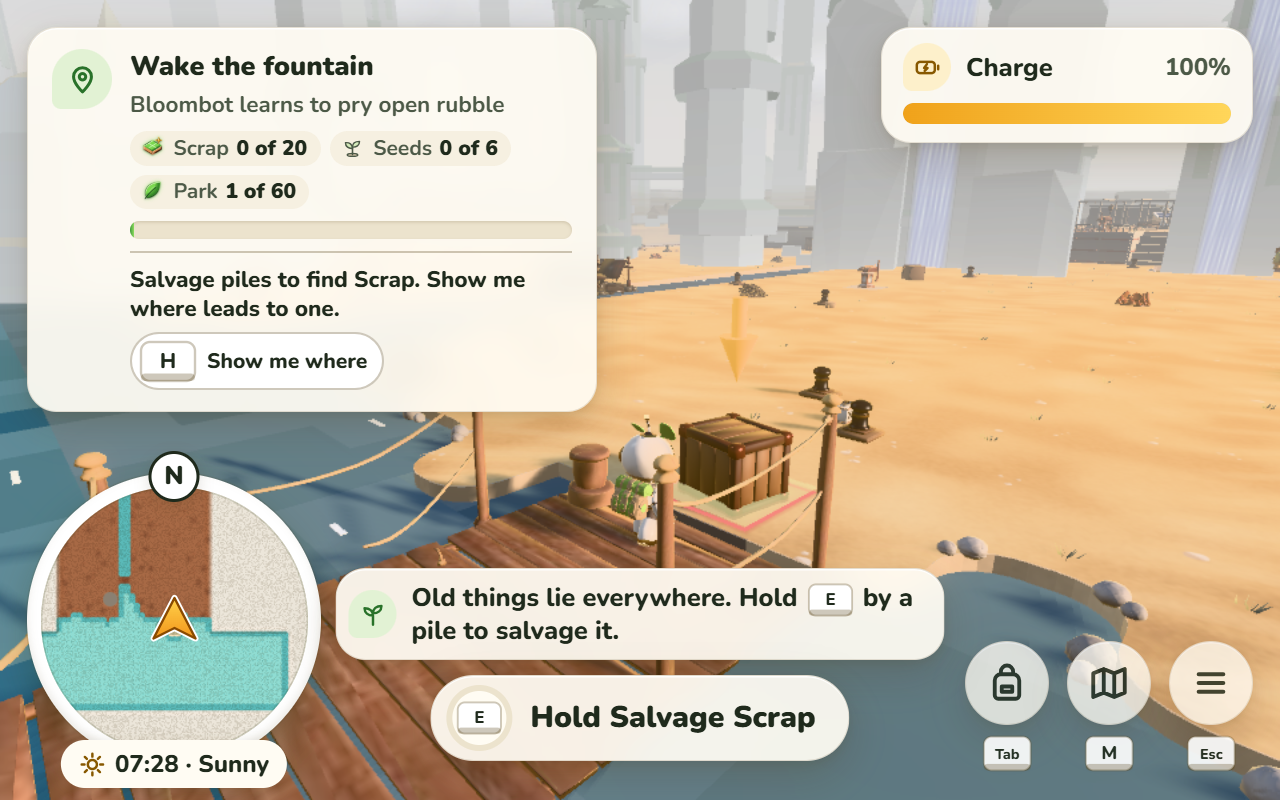 Wake the fountain
Bloombot learns to pry open rubble
Scrap 0 of 20
Seeds 0 of 6
Park 1 of 60
Salvage piles to find Scrap. Show me
where leads to one.
H Show me where
Charge 100%
N
Old things lie everywhere. Hold E by a
pile to salvage it.
E Hold Salvage Scrap
07:28 · Sunny
Tab
M
Esc